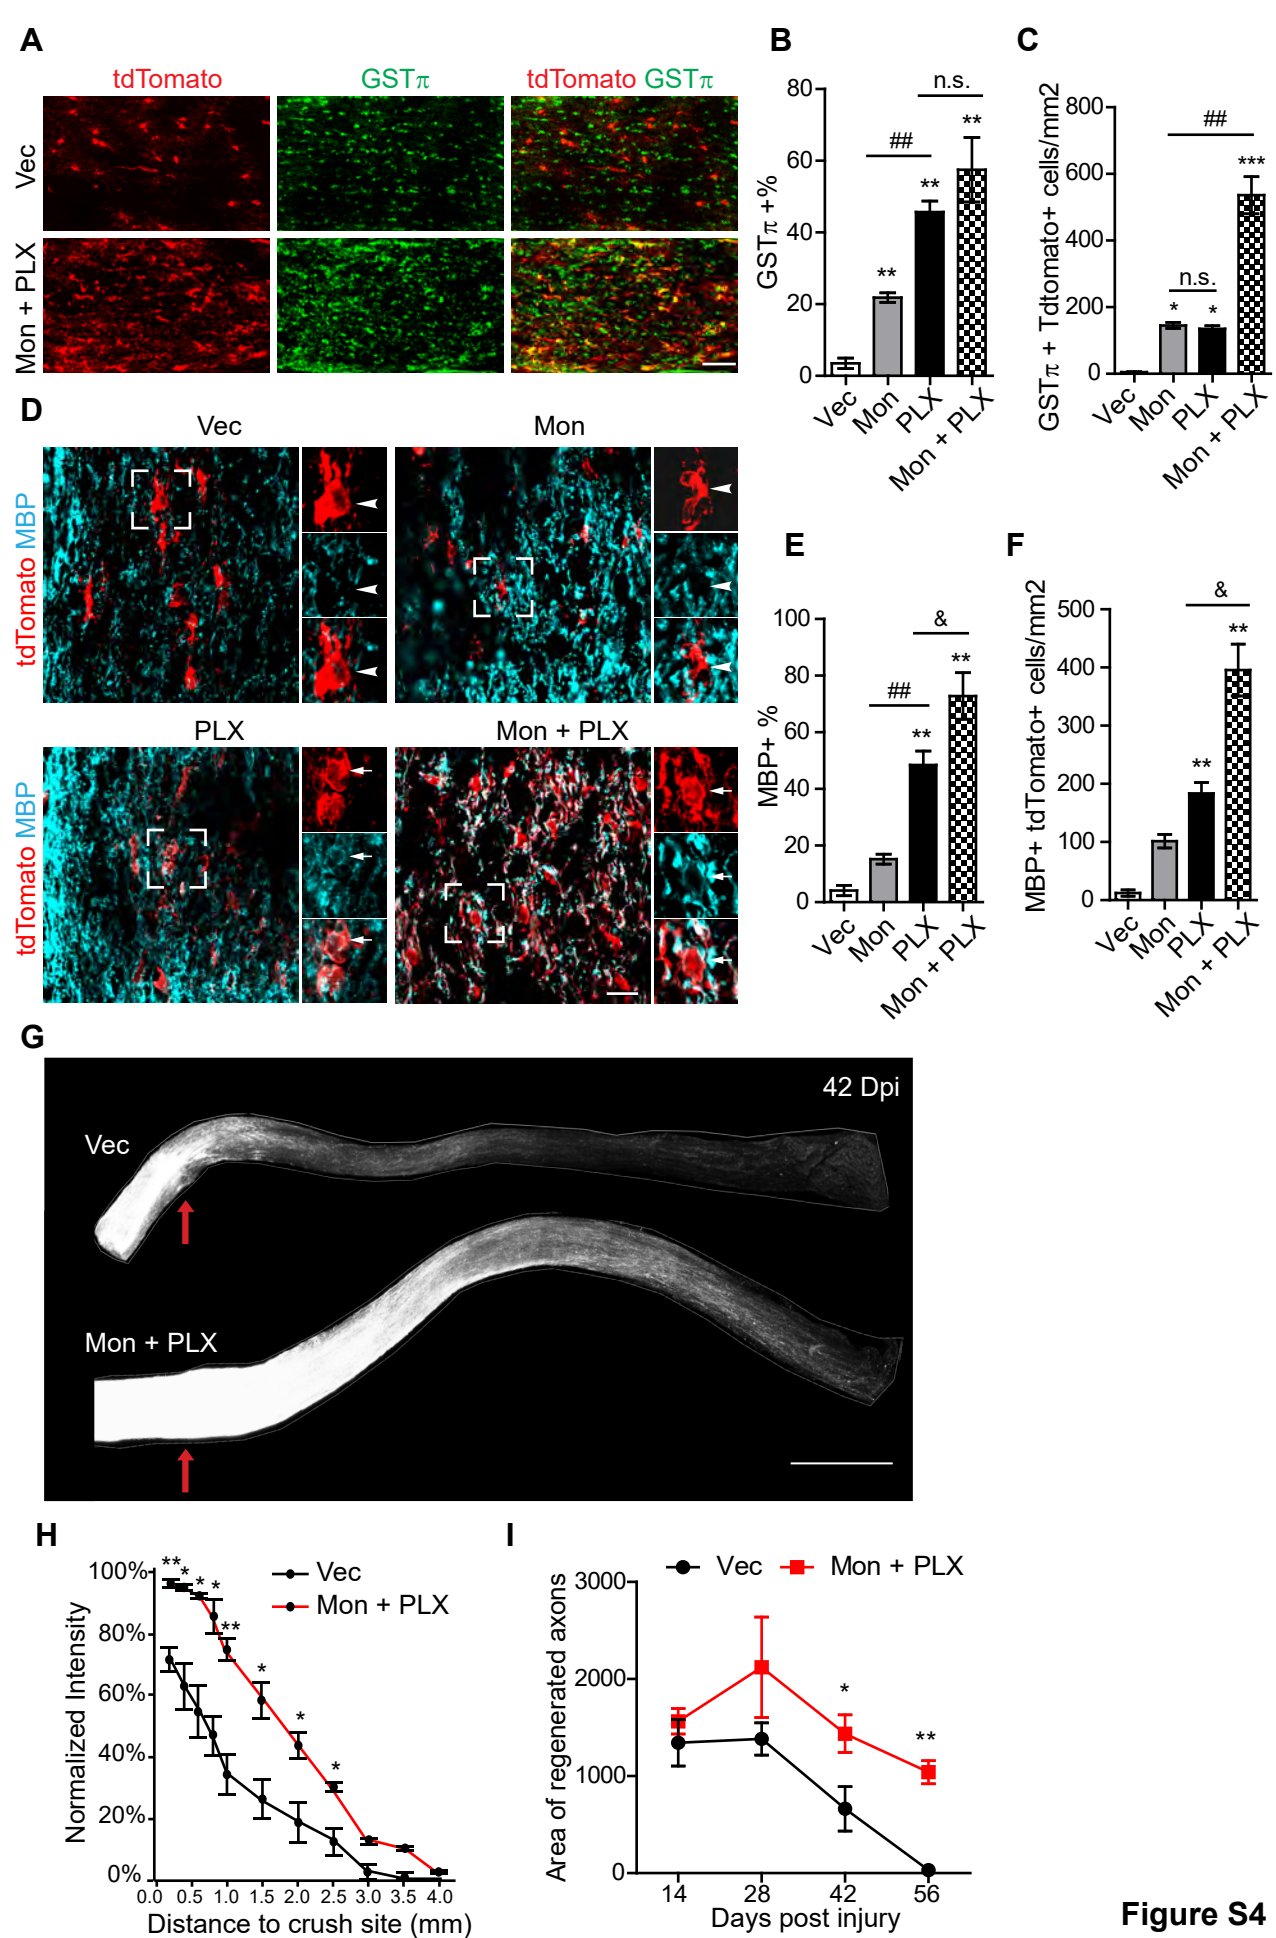 A
tdTomato
GSTπ
tdTomato GSTπ
Vec
Mon + PLX
B
GSTπ +%
80
60
40
20
0
**
##
**
n.s.
**
Vec
Mon
PLX
Mon + PLX
C
GSTπ + Tdtomato+ cells/mm2
800
600
400
200
0
##
***
n.s.
*
*
Vec
Mon
PLX
Mon + PLX
D
Vec
Mon
tdTomato MBP
PLX
Mon + PLX
tdTomato MBP
E
MBP+ %
100
80
60
40
20
0
&
**
##
**
Vec
Mon
PLX
Mon + PLX
F
MBP+ tdTomato+ cells/mm2
500
400
300
200
100
0
&
**
**
Vec
Mon
PLX
Mon + PLX
G
42 Dpi
Vec
Mon + PLX
H
Normalized Intensity
100%
80%
60%
40%
20%
0%
**
*
*
*
**
*
*
*
Vec
Mon + PLX
0.0 0.5 1.0 1.5 2.0 2.5 3.0 3.5 4.0
Distance to crush site (mm)
I
Vec Mon + PLX
Area of regenerated axons
3000
2000
1000
0
*
**
14 28 42 56
Days post injury
Figure S4